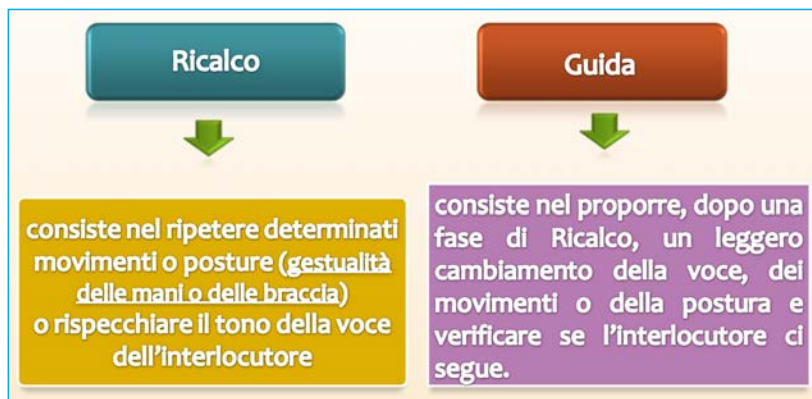 Ricalco
consiste nel ripetere determinati
movimenti o posture (gestualità
delle mani o delle braccia)
o rispecchiare il tono della voce
dell’interlocutore
Guida
consiste nel proporre, dopo una
fase di Ricalco, un leggero
cambiamento della voce, dei
movimenti o della postura e
verificare se l’interlocutore ci
segue.